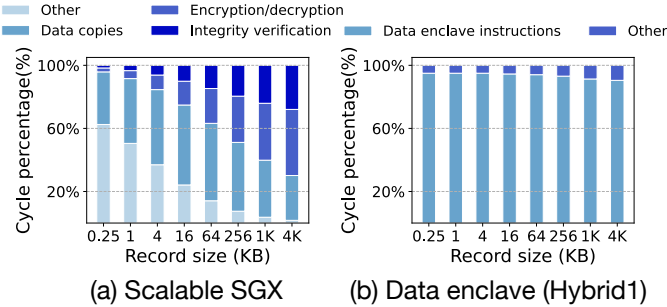 Other
Encryption/decryption
Data copies
Integrity verification
Data enclave instructions
Other
Cycle percentage(%)
100%
60%
20%
0.25 1 4 16 64 256 1K 4K
Record size (KB)
(a) Scalable SGX
Cycle percentage(%)
100%
60%
20%
0.25 1 4 16 64 256 1K 4K
Record size (KB)
(b) Data enclave (Hybrid1)